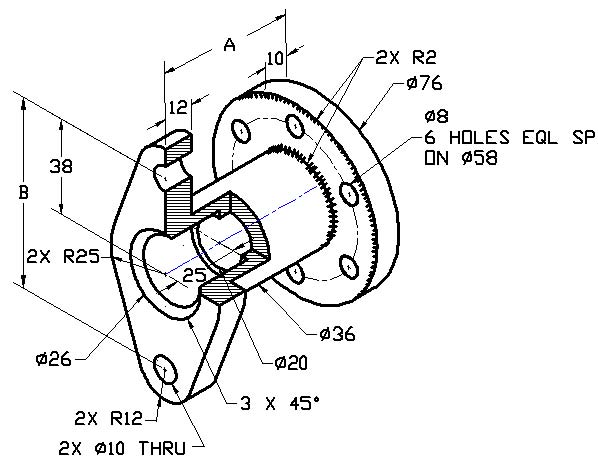 A
10
2X R2
Ø76
12
Ø8
6 HOLES EQL SP
ON Ø58
38
B
2X R25
25
Ø36
Ø26
Ø20
3 X 45°
2X R12
2X Ø10 THRU